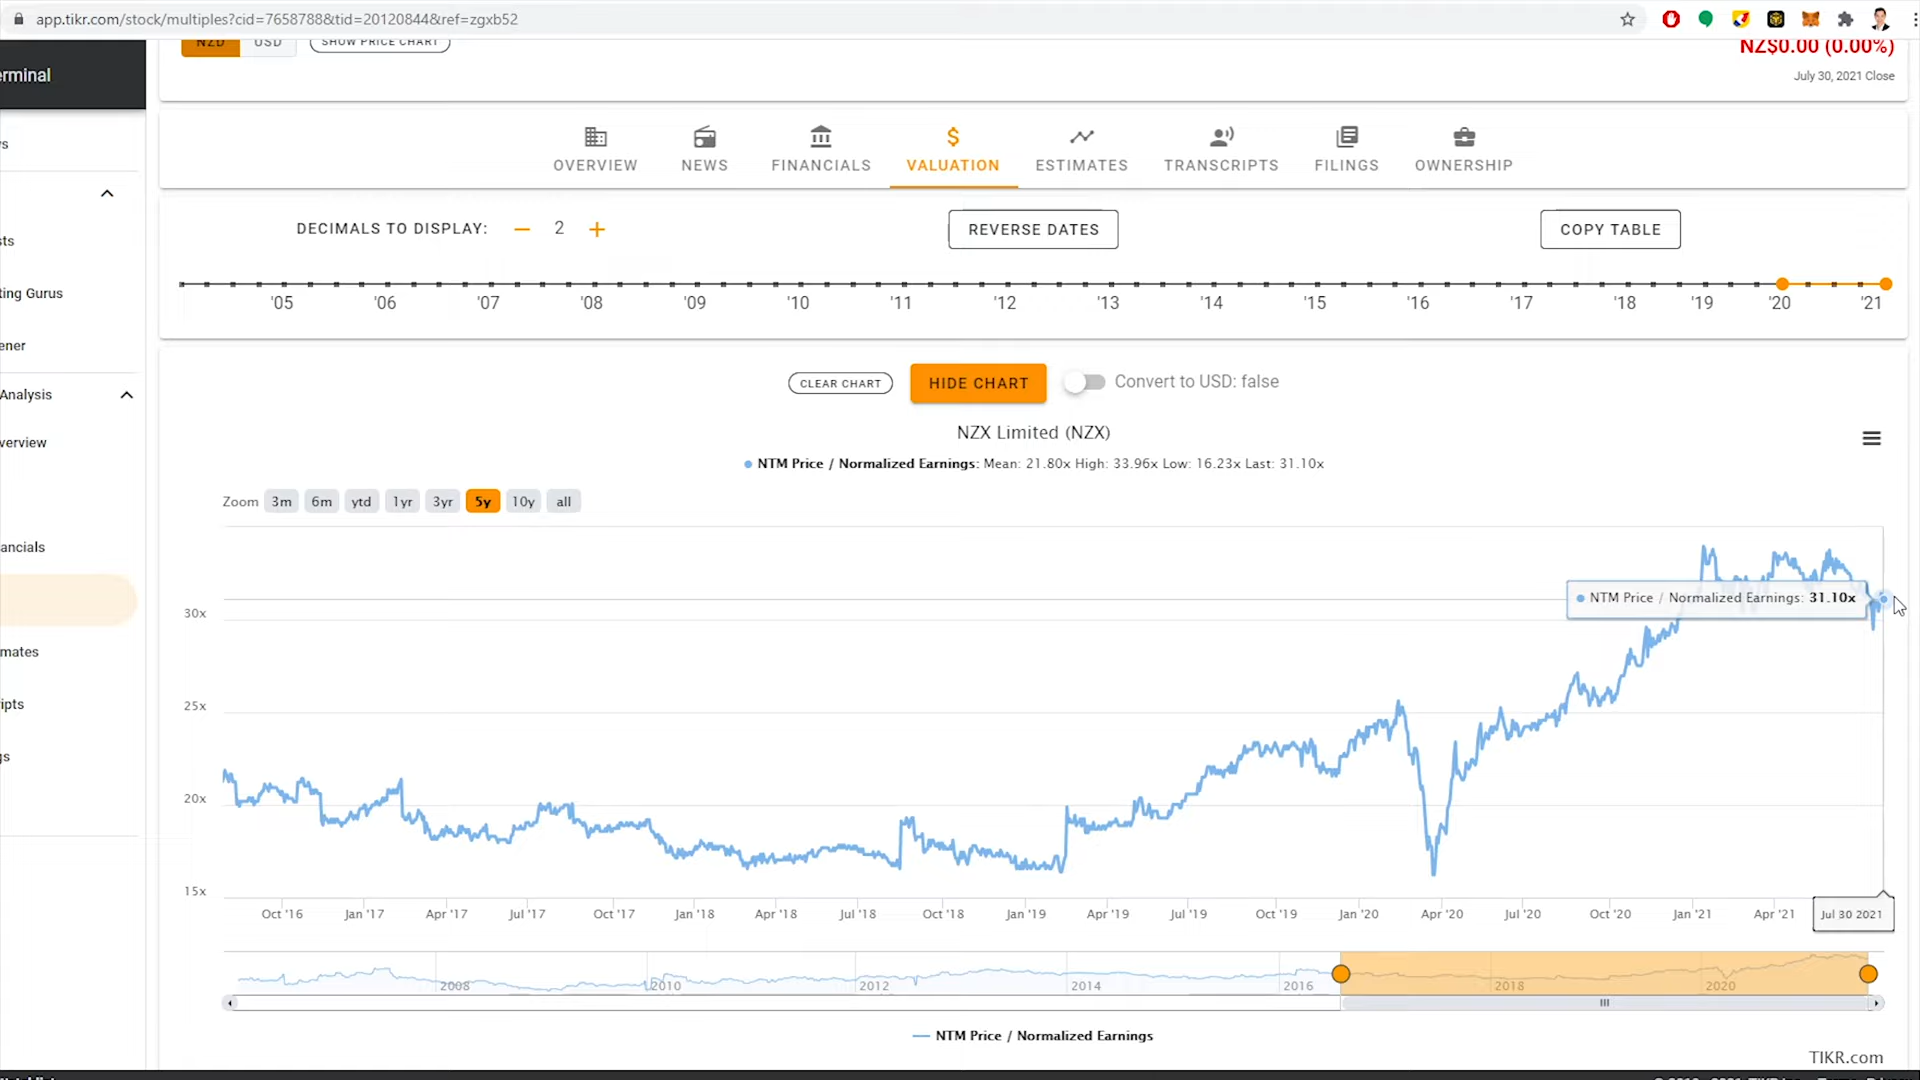 app.tikr.com/stock/multiples?cid=7658788&tid=20120844&ref=zgxb52
NZD USD SHOW PRICE CHART
NZ$0.00 (0.00%)
July 30, 2021 Close
erminal
OVERVIEW NEWS FINANCIALS VALUATION ESTIMATES TRANSCRIPTS FILINGS OWNERSHIP
s
sts
ting Gurus
ener
Analysis
verview
ancials
mates
ipts
gs
DECIMALS TO DISPLAY: − 2 +
REVERSE DATES
COPY TABLE
'05 '06 '07 '08 '09 '10 '11 '12 '13 '14 '15 '16 '17 '18 '19 '20 '21
CLEAR CHART HIDE CHART Convert to USD: false
NZX Limited (NZX)
NTM Price / Normalized Earnings: Mean: 21.80x High: 33.96x Low: 16.23x Last: 31.10x
Zoom 3m 6m ytd 1yr 3yr 5y 10y all
NTM Price / Normalized Earnings: 31.10x
30x
25x
20x
15x
Oct '16 Jan '17 Apr '17 Jul '17 Oct '17 Jan '18 Apr '18 Jul '18 Oct '18 Jan '19 Apr '19 Jul '19 Oct '19 Jan '20 Apr '20 Jul '20 Oct '20 Jan '21 Apr '21 Jul 30 2021
2008 2010 2012 2014 2016 2018 2020
NTM Price / Normalized Earnings
TIKR.com